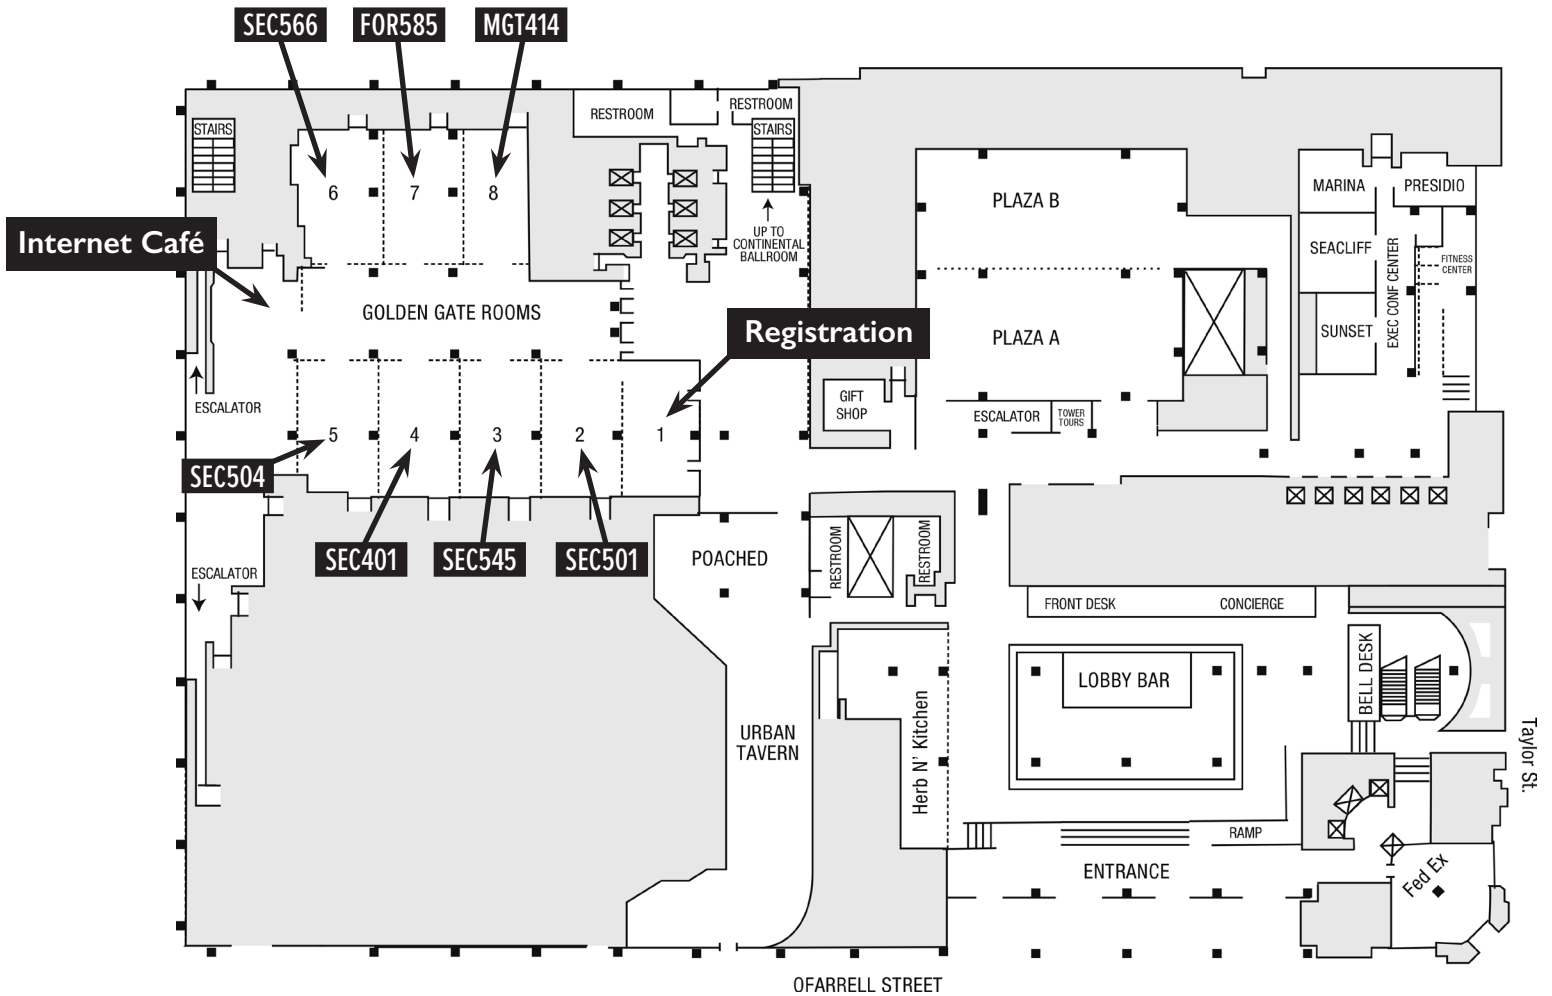 SEC566
FOR585
MGT414
RESTROOM
RESTROOM
STAIRS
STAIRS
6
7
8
MARINA
PRESIDIO
PLAZA B
UP TO
CONTINENTAL
BALLROOM
Internet Café
SEACLIFF
EXEC CONF CENTER
FITNESS
CENTER
GOLDEN GATE ROOMS
Registration
PLAZA A
SUNSET
ESCALATOR
GIFT
SHOP
ESCALATOR
TOWER
TOURS
5
4
3
2
1
SEC504
SEC401
SEC545
SEC501
ESCALATOR
POACHED
RESTROOM
RESTROOM
FRONT DESK
CONCIERGE
LOBBY BAR
BELL DESK
URBAN
TAVERN
Herb N' Kitchen
Taylor St.
RAMP
ENTRANCE
Fed Ex
OFARRELL STREET